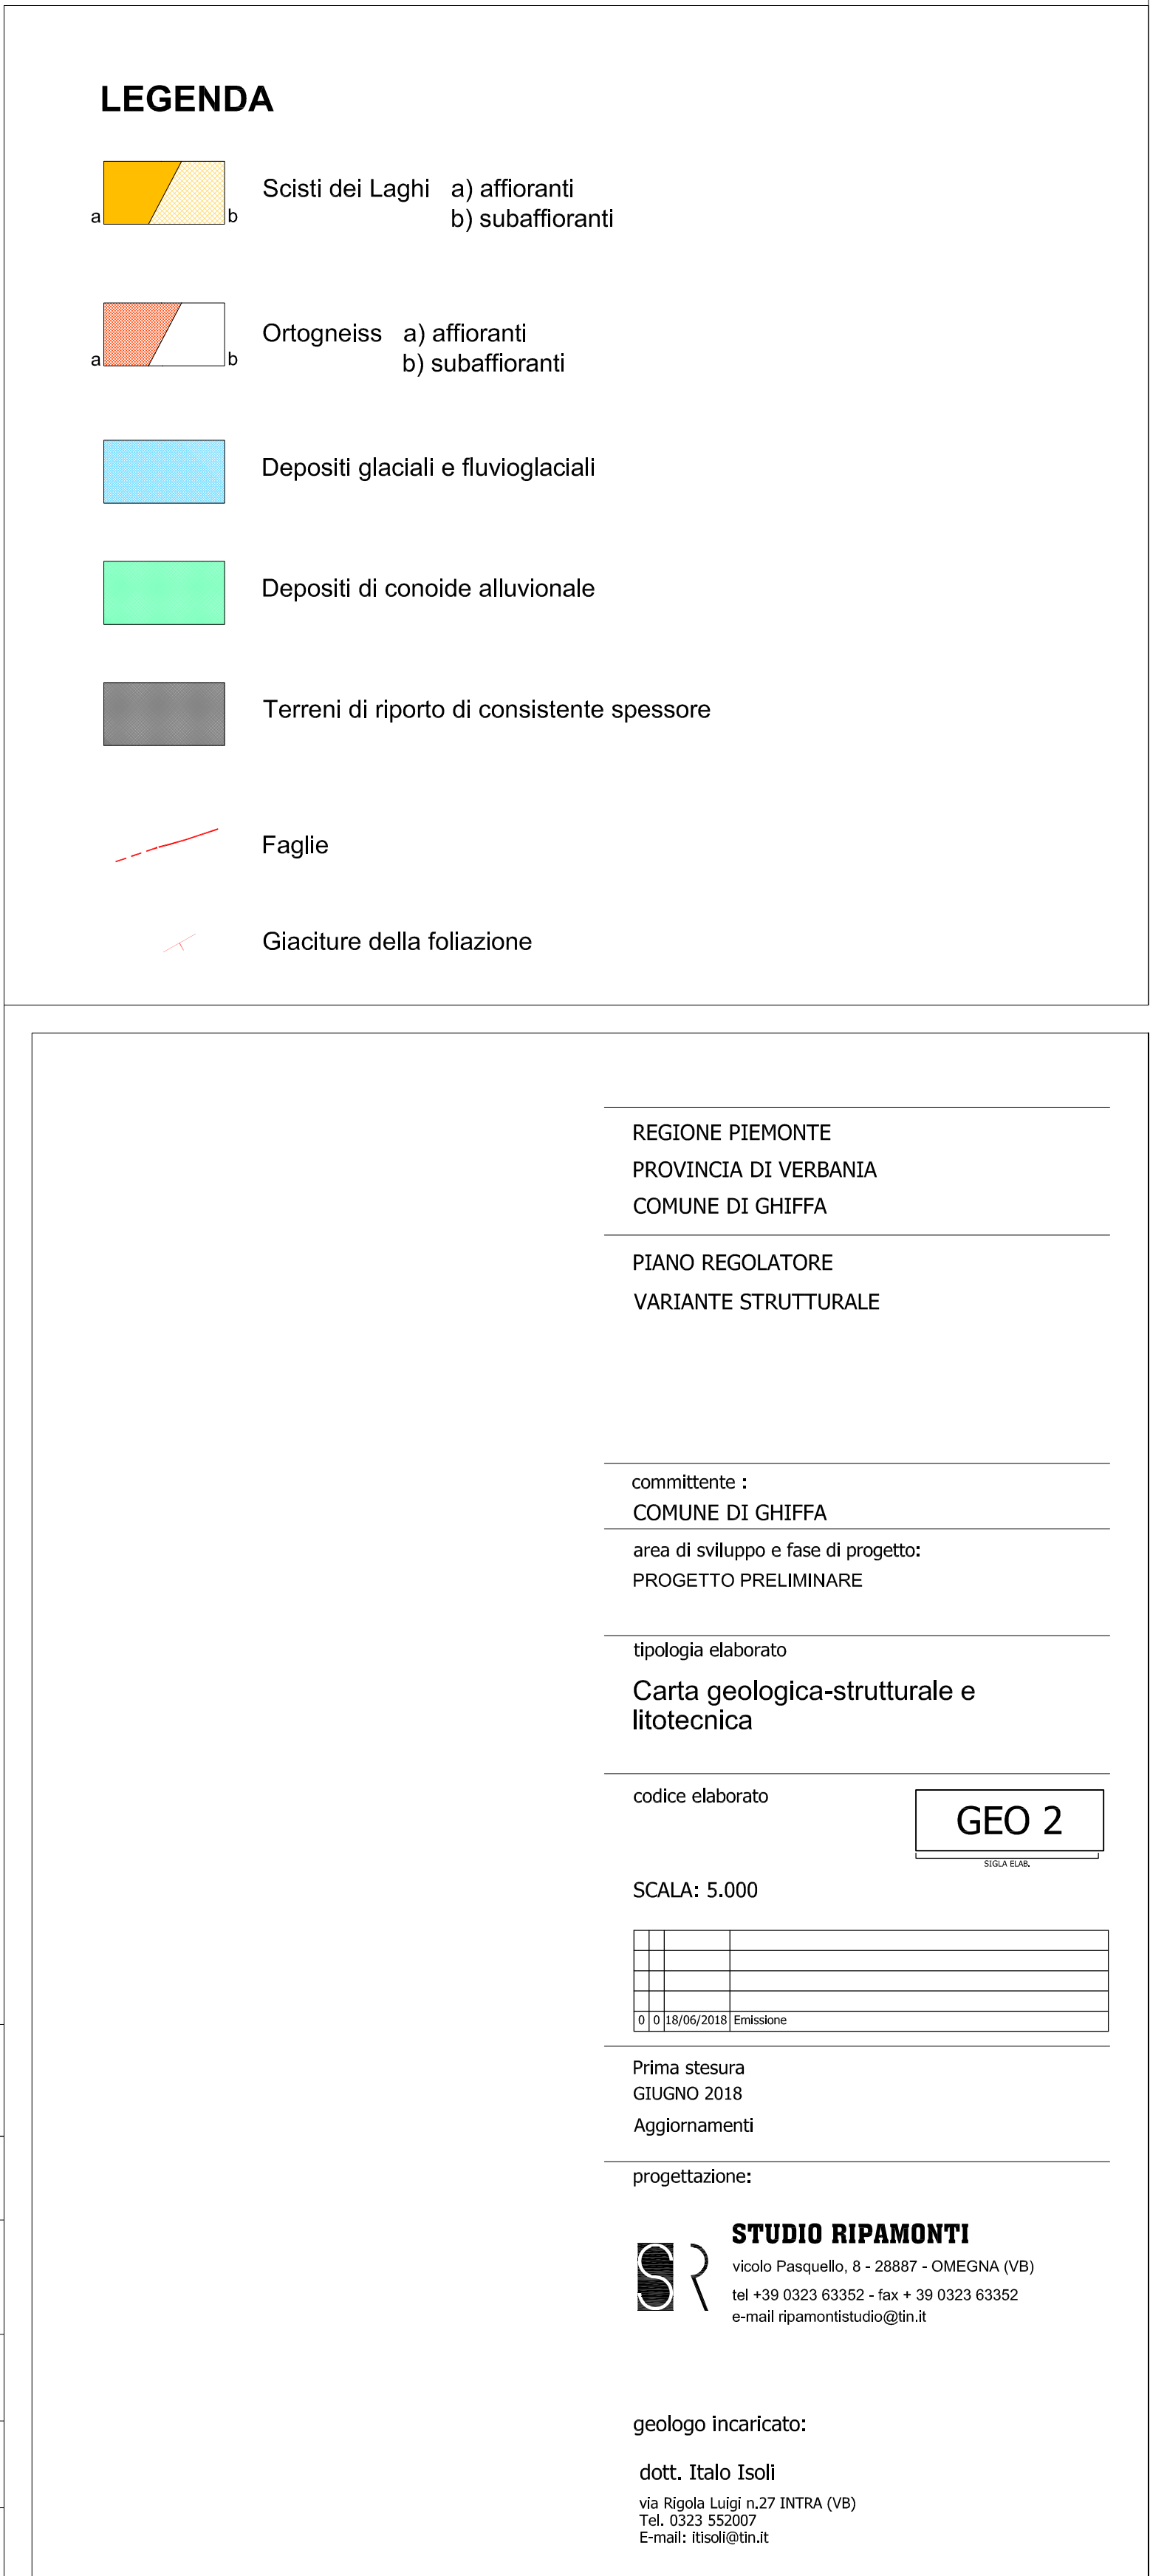 LEGENDA
a b Scisti dei Laghi a) affioranti
b) subaffioranti
a b Ortogneiss a) affioranti
b) subaffioranti
Depositi glaciali e fluvioglaciali
Depositi di conoide alluvionale
Terreni di riporto di consistente spessore
Faglie
Giaciture della foliazione
REGIONE PIEMONTE
PROVINCIA DI VERBANIA
COMUNE DI GHIFFA
PIANO REGOLATORE
VARIANTE STRUTTURALE
committente :
COMUNE DI GHIFFA
area di sviluppo e fase di progetto:
PROGETTO PRELIMINARE
tipologia elaborato
Carta geologica-strutturale e
litotecnica
codice elaborato
GEO 2
SIGLA ELAB.
SCALA: 5.000
0 0 18/06/2018 Emissione
Prima stesura
GIUGNO 2018
Aggiornamenti
progettazione:
SR
STUDIO RIPAMONTI
vicolo Pasquello, 8 - 28887 - OMEGNA (VB)
tel +39 0323 63352 - fax + 39 0323 63352
e-mail ripamontistudio@tin.it
geologo incaricato:
dott. Italo Isoli
via Rigola Luigi n.27 INTRA (VB)
Tel. 0323 552007
E-mail: itisoli@tin.it